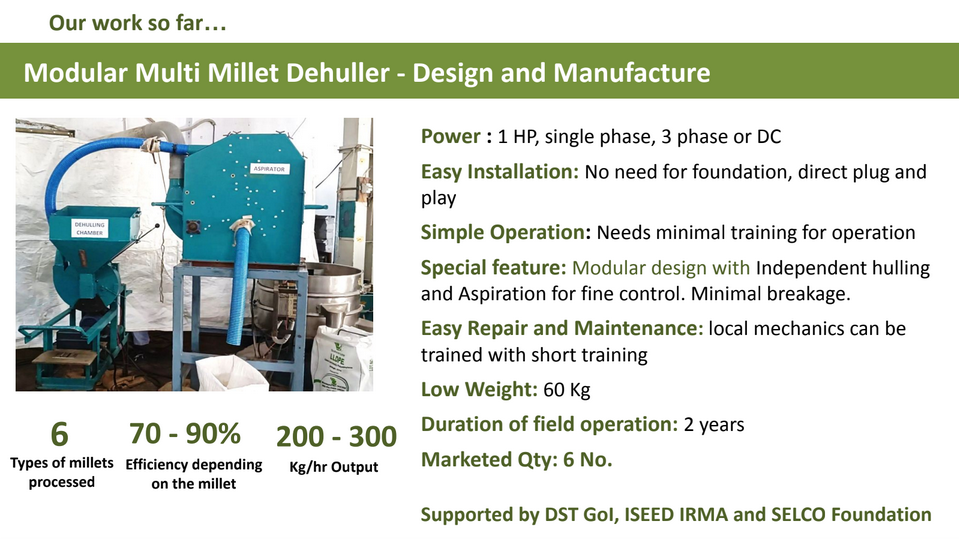 Our work so far…
Modular Multi Millet Dehuller - Design and Manufacture
ASPIRATOR
DEHULLING
CHAMBER
LLDPE
6
Types of millets
processed
70 - 90%
Efficiency depending
on the millet
200 - 300
Kg/hr Output
Power : 1 HP, single phase, 3 phase or DC
Easy Installation: No need for foundation, direct plug and
play
Simple Operation: Needs minimal training for operation
Special feature: Modular design with Independent hulling
and Aspiration for fine control. Minimal breakage.
Easy Repair and Maintenance: local mechanics can be
trained with short training
Low Weight: 60 Kg
Duration of field operation: 2 years
Marketed Qty: 6 No.
Supported by DST GoI, ISEED IRMA and SELCO Foundation